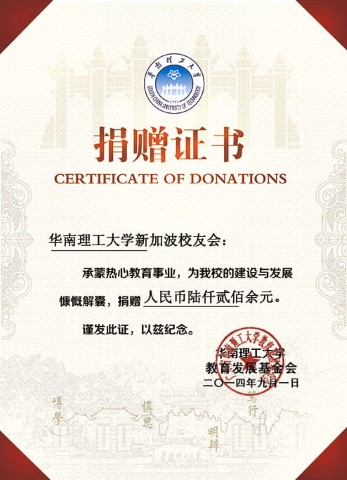 华南理工大学
SOUTH CHINA UNIVERSITY OF TECHNOLOGY
捐赠证书
CERTIFICATE OF DONATIONS
华南理工大学新加波校友会：
承蒙热心教育事业，为我校的建设与发展
慷慨解囊，捐赠 人民币陆仟贰佰余元。
谨发此证，以兹纪念。
华南理工大学
教育发展基金会
二〇一四年九月一日
博學
慎思
明辨
笃行